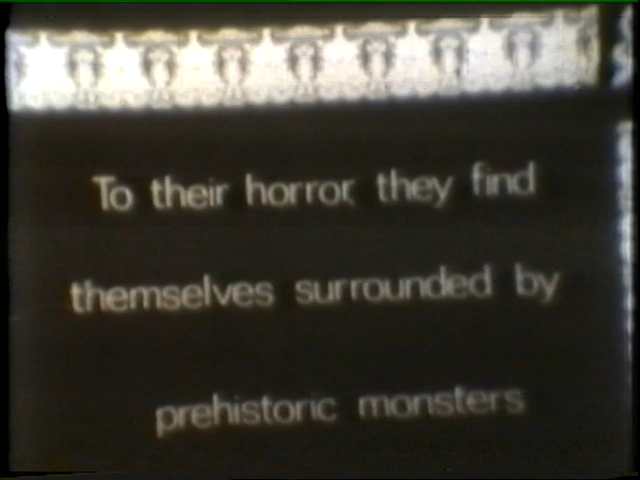 To their horror, they find
themselves surrounded by
prehistoric monsters